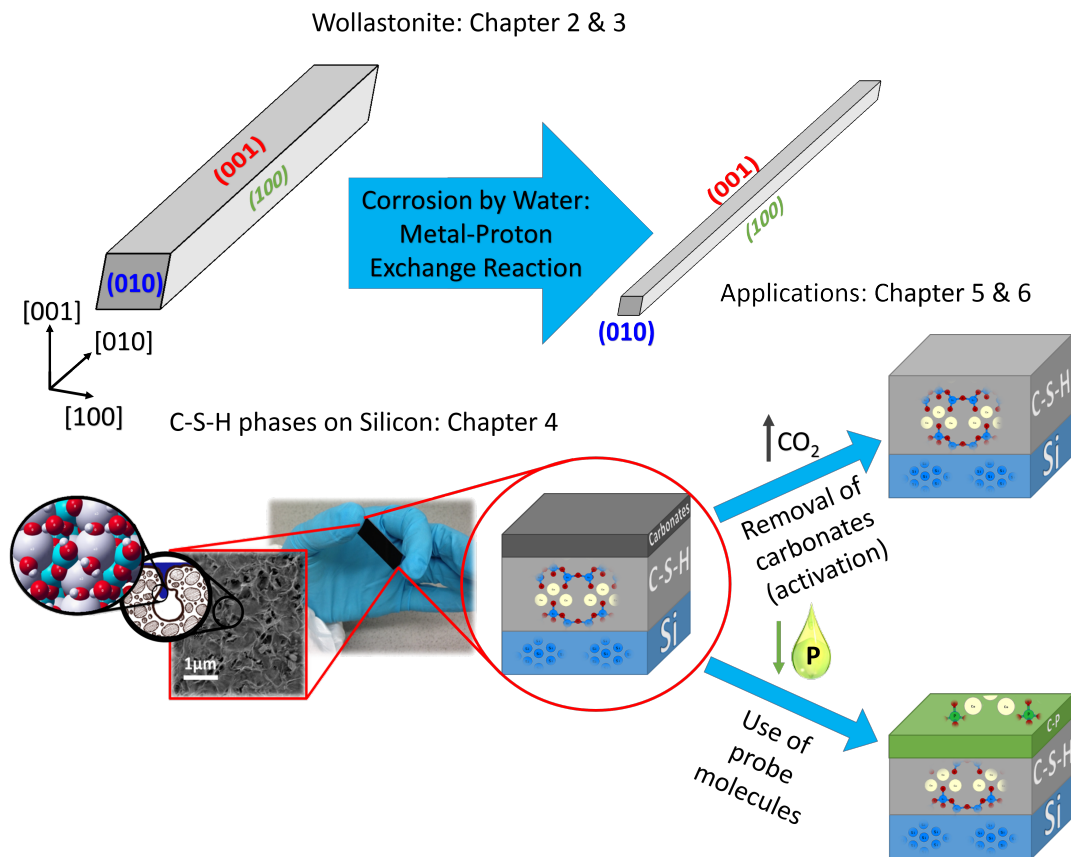 Wollastonite: Chapter 2 & 3
(001)
(100)
(010)
[001]
[010]
[100]
Corrosion by Water:
Metal-Proton
Exchange Reaction
(001)
(100)
(010)
Applications: Chapter 5 & 6
C-S-H phases on Silicon: Chapter 4
1µm
Carbonates
C-S-H
Si
CO2
Removal of
carbonates
(activation)
P
Use of
probe
molecules
C-S-H
Si
C-P
C-S-H
Si